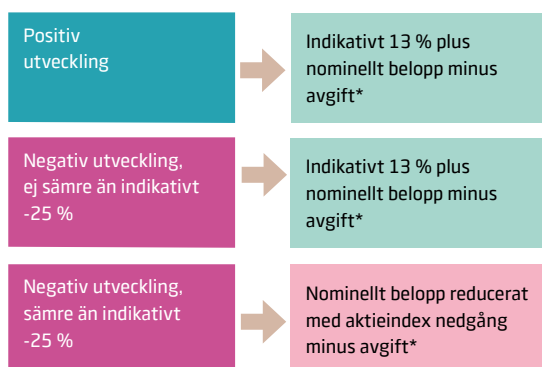 Positiv
utveckling
Indikativt 13 % plus
nominellt belopp minus
avgift*
Negativ utveckling,
ej sämre än indikativt
-25 %
Indikativt 13 % plus
nominellt belopp minus
avgift*
Negativ utveckling,
sämre än indikativt
-25 %
Nominellt belopp reducerat
med aktieindex nedgång
minus avgift*